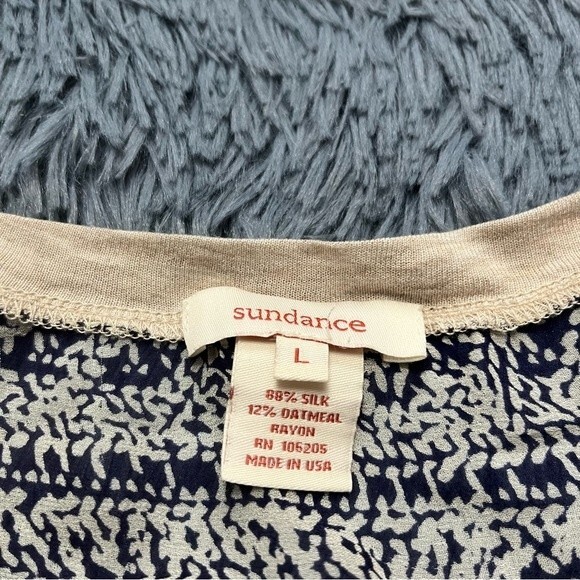 sundance
L
88% SILK
12% OATMEAL
RAYON
RN 106205
MADE IN USA